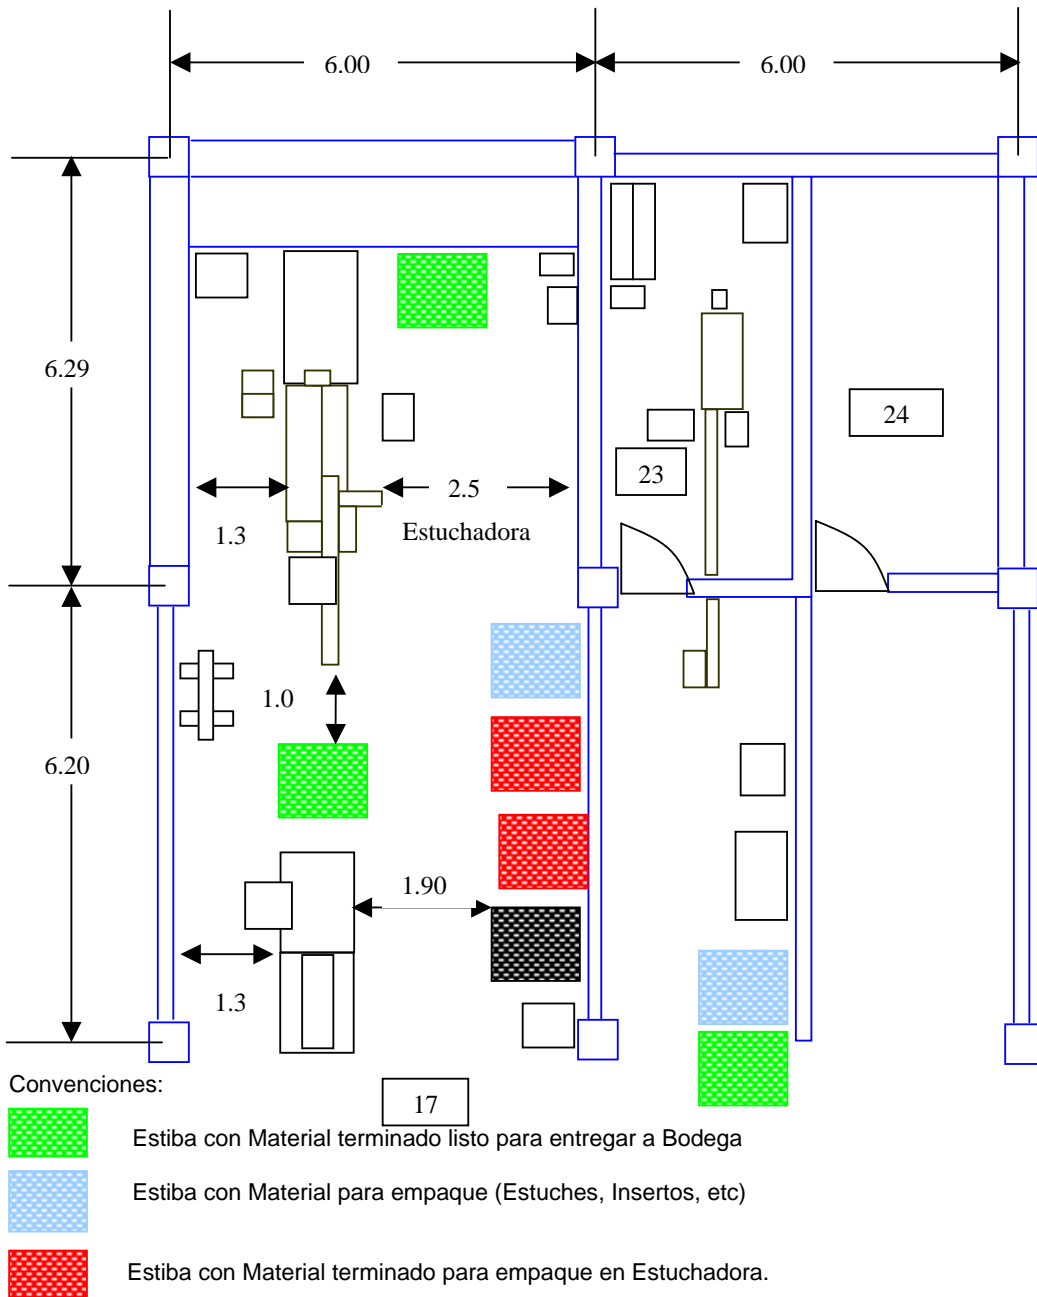 6.00
6.00
6.29
24
23
2.5
1.3
Estuchadora
1.0
6.20
1.90
1.3
Convenciones:
17
Estiba con Material terminado listo para entregar a Bodega
Estiba con Material para empaque (Estuches, Insertos, etc)
Estiba con Material terminado para empaque en Estuchadora.